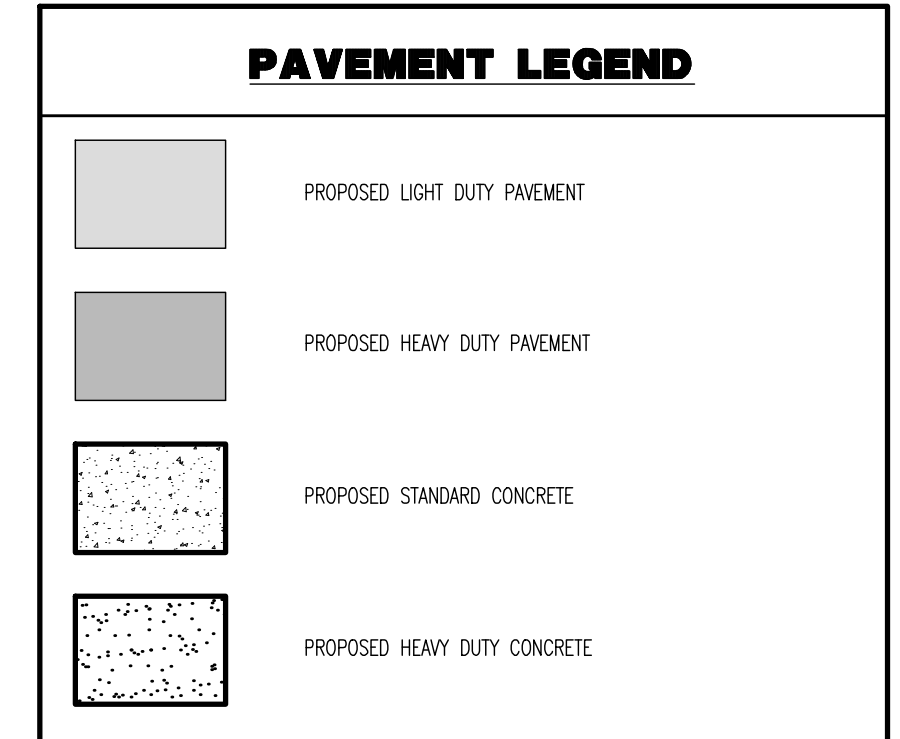 PAVEMENT LEGEND
PROPOSED LIGHT DUTY PAVEMENT
PROPOSED HEAVY DUTY PAVEMENT
PROPOSED STANDARD CONCRETE
PROPOSED HEAVY DUTY CONCRETE